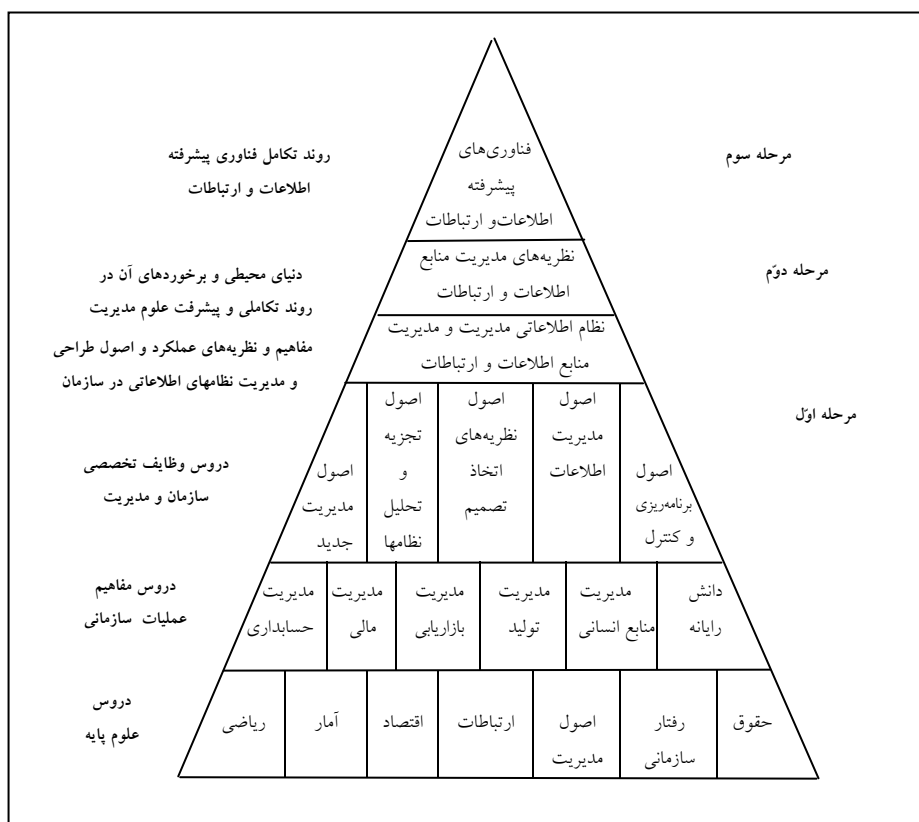 فناوری‌های
پیشرفته
اطلاعات‌و ارتباطات
مرحله سوم
روند تکامل فناوری پیشرفته
اطلاعات و ارتباطات
نظریه‌های مدیریت منابع
اطلاعات و ارتباطات
مرحله دوّم
دنیای محیطی و برخوردهای آن در
روند تکاملی و پیشرفت علوم مدیریت
نظام اطلاعاتی مدیریت و مدیریت
منابع اطلاعات و ارتباطات
مفاهیم و نظریه‌های عملکرد و اصول طراحی
و مدیریت نظامهای اطلاعاتی در سازمان
مرحله اوّل
اصول
برنامه‌ریزی
و کنترل
اصول
مدیریت
اطلاعات
اصول
نظریه‌های
اتخاذ
تصمیم
اصول
تجزیه
و
تحلیل
نظامها
اصول
مدیریت
جدید
دروس وظایف تخصصی
سازمان و مدیریت
دانش
رایانه
مدیریت
منابع انسانی
مدیریت
تولید
مدیریت
بازاریابی
مدیریت
مالی
مدیریت
حسابداری
دروس مفاهیم
عملیات سازمانی
حقوق
رفتار
سازمانی
اصول
مدیریت
ارتباطات
اقتصاد
آمار
ریاضی
دروس
علوم پایه